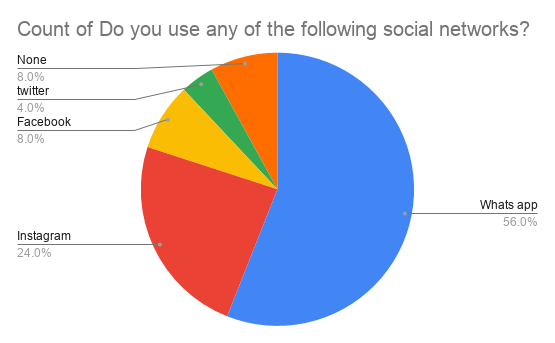 Count of Do you use any of the following social networks?
None
8.0%
twitter
4.0%
Facebook
8.0%
Whats app
56.0%
Instagram
24.0%